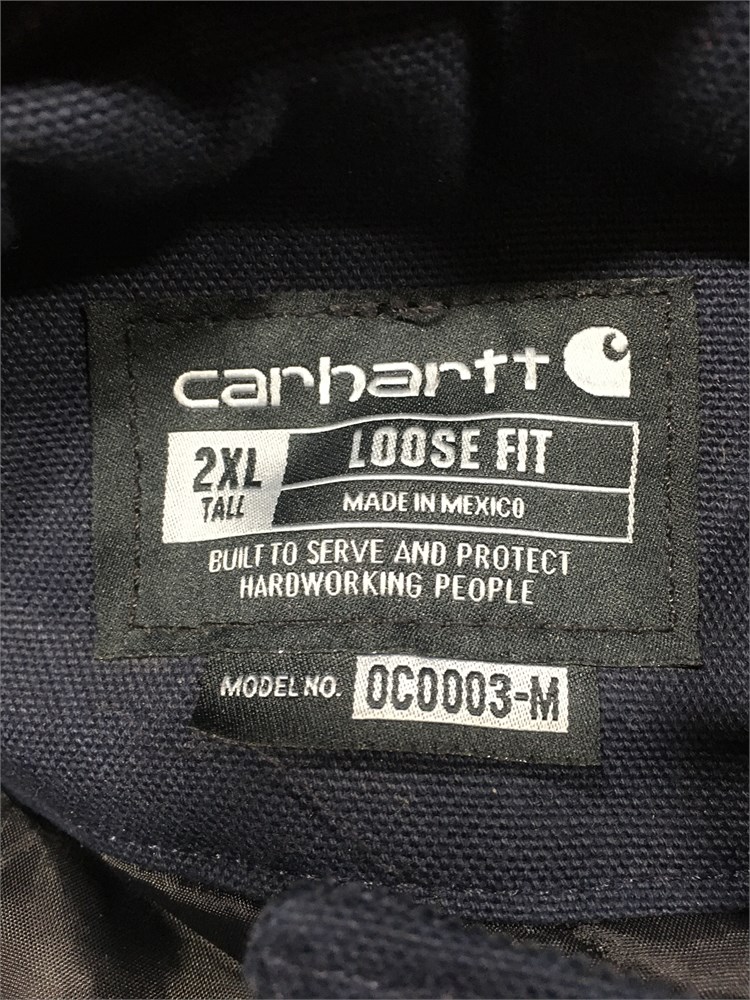 carhartt
2XL
TALL
LOOSE FIT
MADE IN MEXICO
BUILT TO SERVE AND PROTECT
HARDWORKING PEOPLE
MODEL NO. OC0003-M